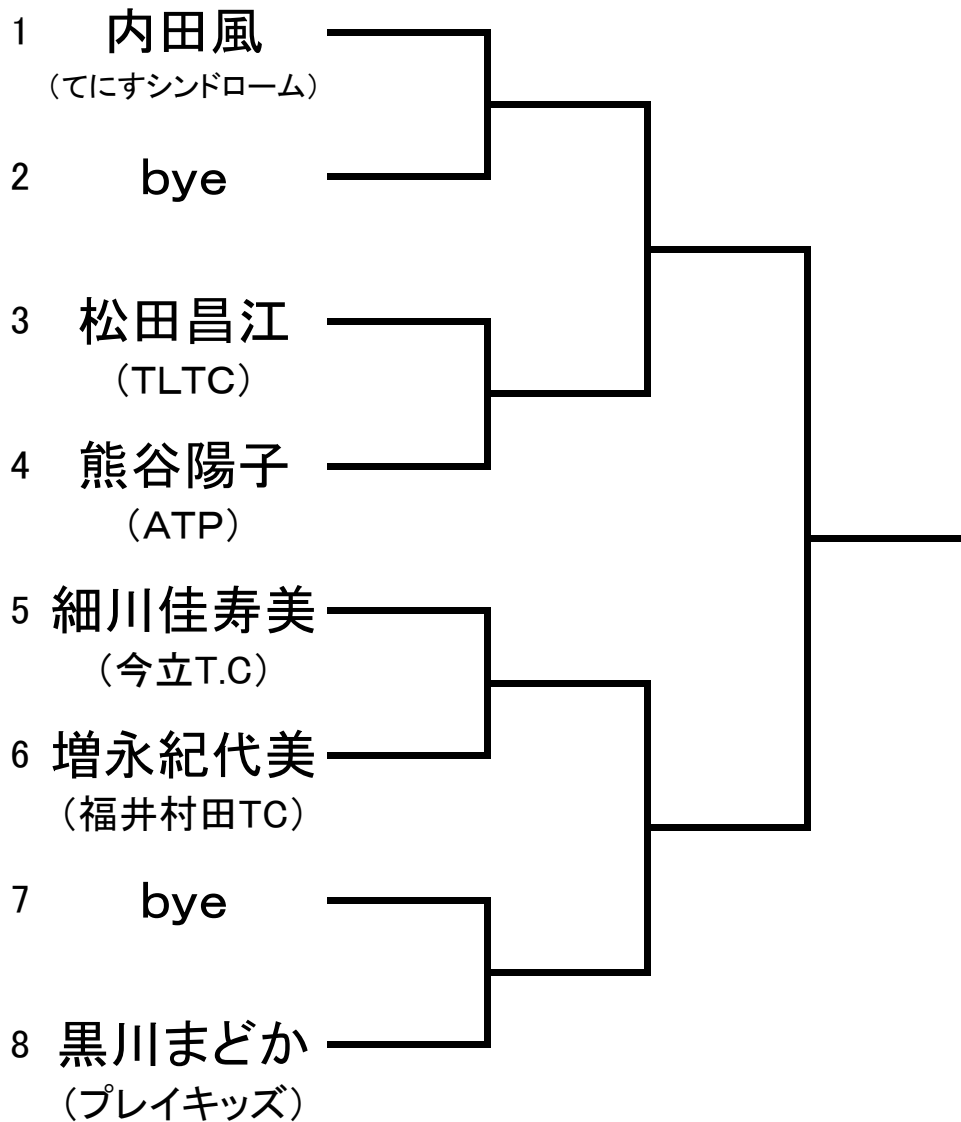 1 内田風
（てにすシンドローム）
2 bye
3 松田昌江
（TLTC）
4 熊谷陽子
（ATP）
5 細川佳寿美
（今立T.C）
6 増永紀代美
（福井村田TC）
7 bye
8 黒川まどか
（プレイキッズ）